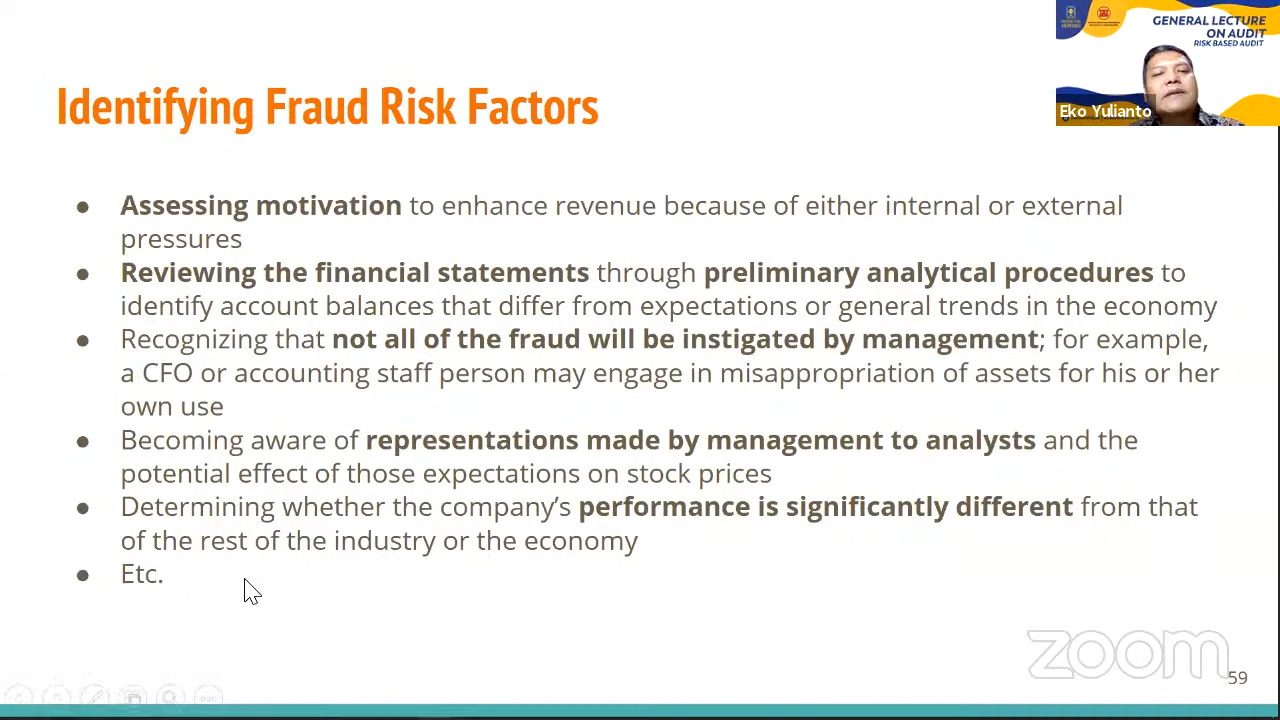 GENERAL LECTURE
ON AUDIT
RISK BASED AUDIT
Eko Yulianto
Identifying Fraud Risk Factors
● Assessing motivation to enhance revenue because of either internal or external
pressures
● Reviewing the financial statements through preliminary analytical procedures to
identify account balances that differ from expectations or general trends in the economy
● Recognizing that not all of the fraud will be instigated by management; for example,
a CFO or accounting staff person may engage in misappropriation of assets for his or her
own use
● Becoming aware of representations made by management to analysts and the
potential effect of those expectations on stock prices
● Determining whether the company’s performance is significantly different from that
of the rest of the industry or the economy
● Etc.
zoom
59